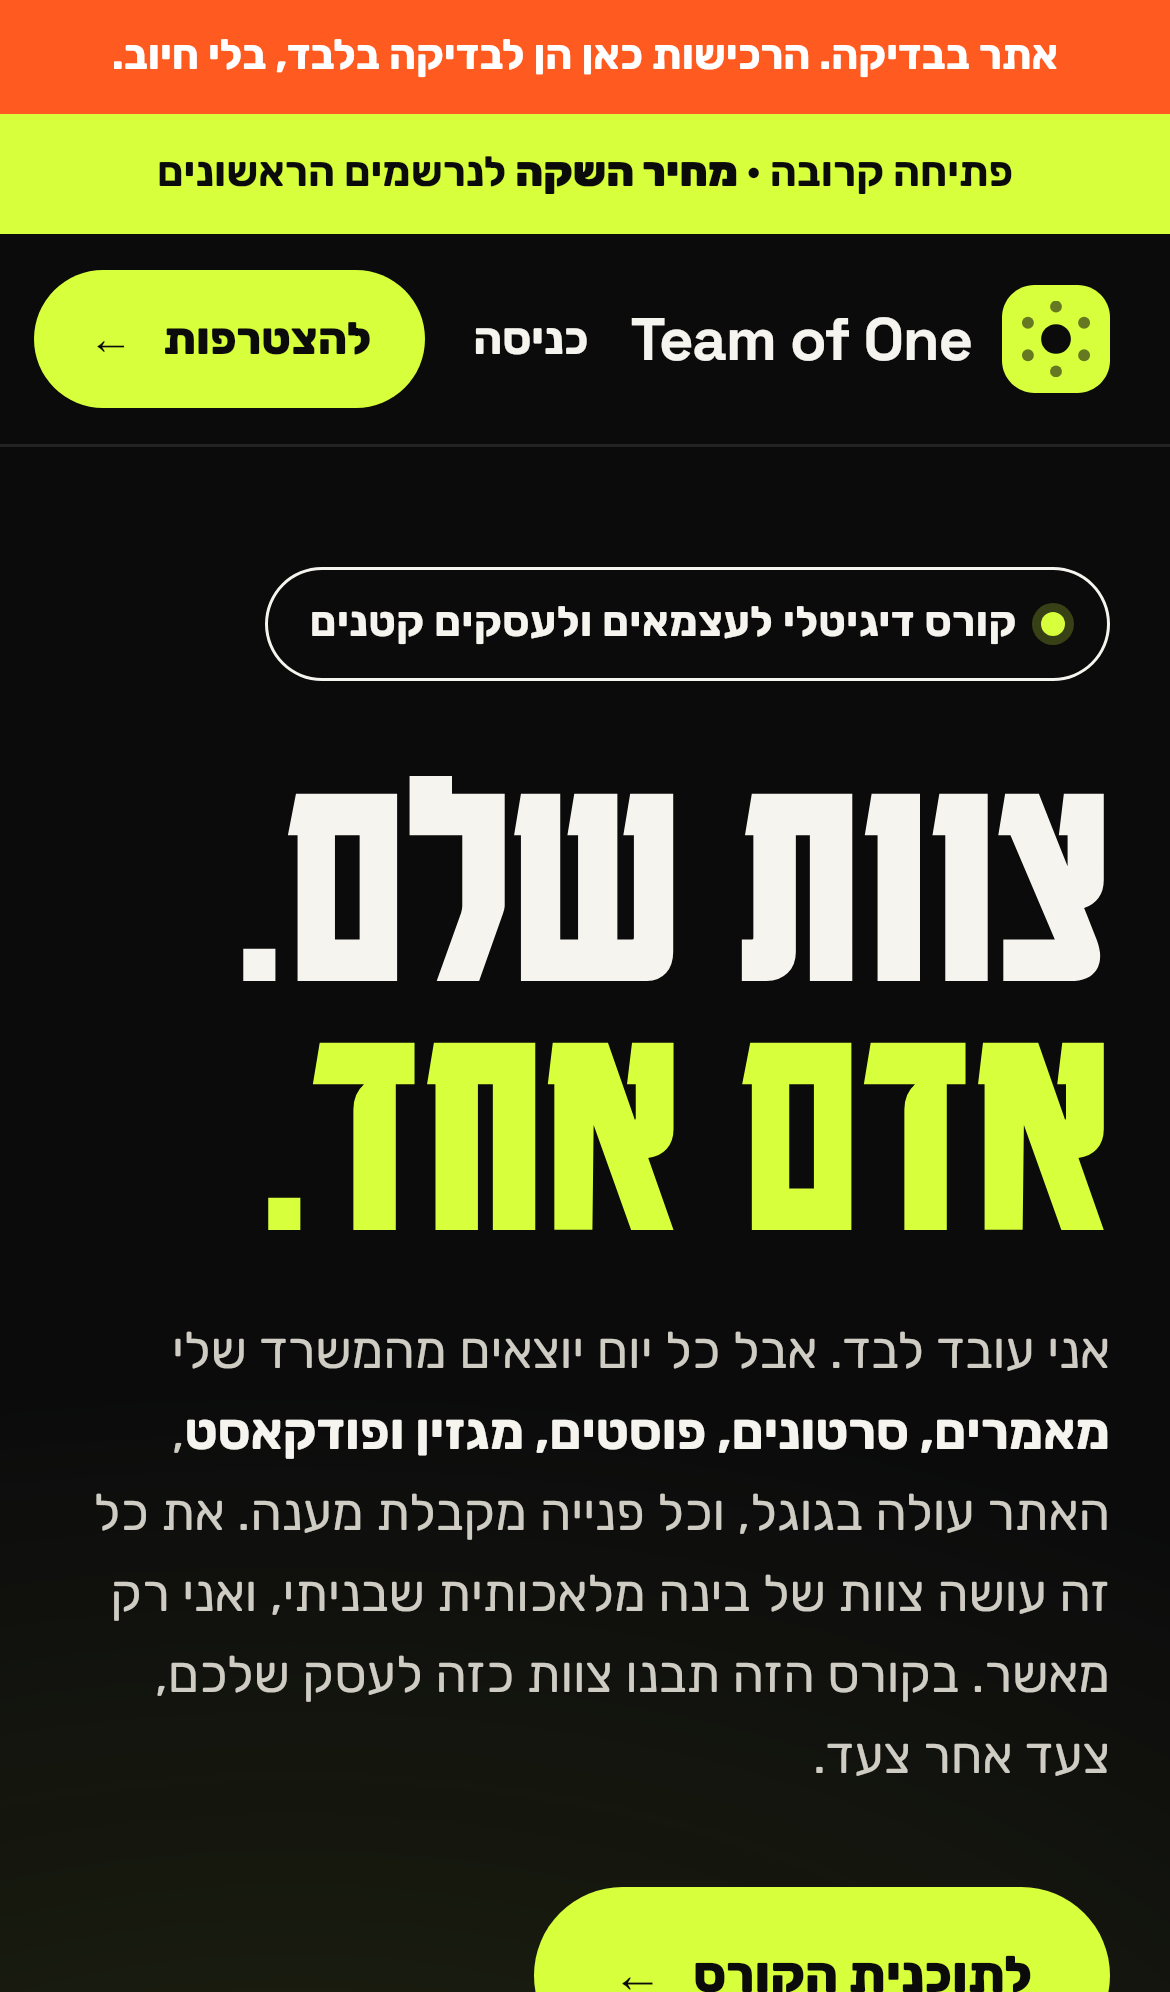 אתר בבדיקה. הרכישות כאן הן לבדיקה בלבד, בלי חיוב.
פתיחה קרובה • מחיר השקה לנרשמים הראשונים
Team of One
כניסה
להצטרפות ←
קורס דיגיטלי לעצמאים ולעסקים קטנים
צוות שלם.
אדם אחד.
אני עובד לבד. אבל כל יום יוצאים מהמשרד שלי
מאמרים, סרטונים, פוסטים, מגזין ופודקאסט,
האתר עולה בגוגל, וכל פנייה מקבלת מענה. את כל
זה עושה צוות של בינה מלאכותית שבניתי, ואני רק
מאשר. בקורס הזה תבנו צוות כזה לעסק שלכם,
צעד אחר צעד.
לתוכנית הקורס ←